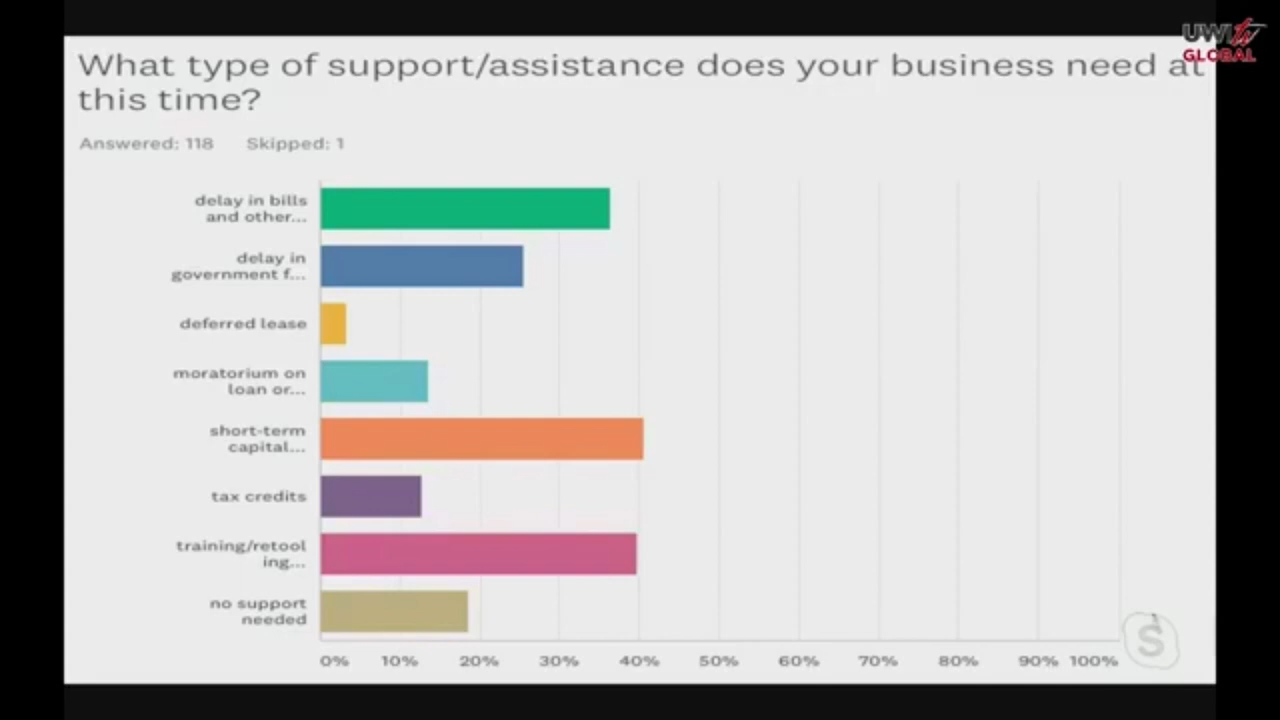 UWItv
GLOBAL
What type of support/assistance does your business need at
this time?
Answered: 118 Skipped: 1
delay in bills
and other...
delay in
government f...
deferred lease
moratorium on
loan or...
short-term
capital...
tax credits
training/retool
ing...
no support
needed
0% 10% 20% 30% 40% 50% 60% 70% 80% 90% 100%
S